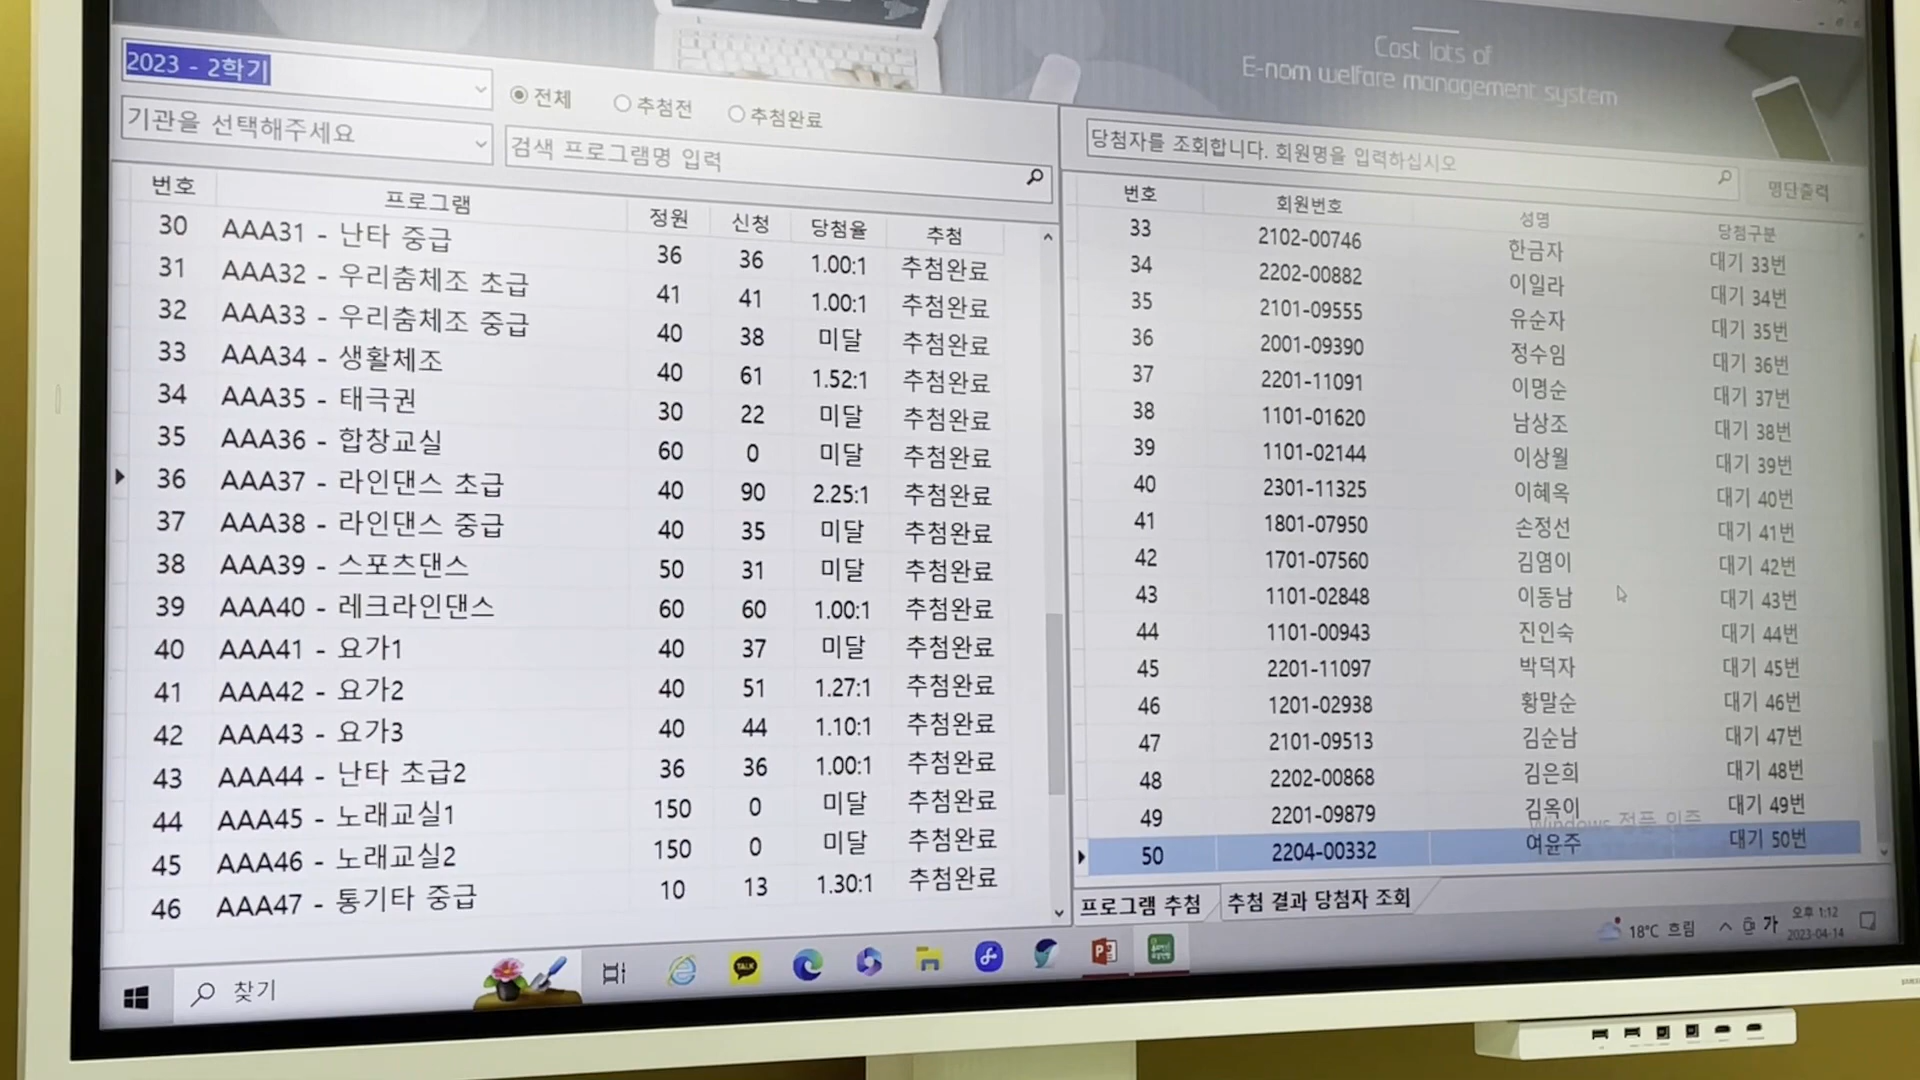 Cost lots of
E-nom welfare management system
2023 - 2학기
전체 추첨전 추첨완료
기관을 선택해주세요
검색 프로그램명 입력
번호 프로그램 정원 신청 당첨율 추첨
30 AAA31 - 난타 중급 36 36 1.00:1 추첨완료
31 AAA32 - 우리춤체조 초급 41 41 1.00:1 추첨완료
32 AAA33 - 우리춤체조 중급 40 38 미달 추첨완료
33 AAA34 - 생활체조 40 61 1.52:1 추첨완료
34 AAA35 - 태극권 30 22 미달 추첨완료
35 AAA36 - 합창교실 60 0 미달 추첨완료
36 AAA37 - 라인댄스 초급 40 90 2.25:1 추첨완료
37 AAA38 - 라인댄스 중급 40 35 미달 추첨완료
38 AAA39 - 스포츠댄스 50 31 미달 추첨완료
39 AAA40 - 레크라인댄스 60 60 1.00:1 추첨완료
40 AAA41 - 요가1 40 37 미달 추첨완료
41 AAA42 - 요가2 40 51 1.27:1 추첨완료
42 AAA43 - 요가3 40 44 1.10:1 추첨완료
43 AAA44 - 난타 초급2 36 36 1.00:1 추첨완료
44 AAA45 - 노래교실1 150 0 미달 추첨완료
45 AAA46 - 노래교실2 150 0 미달 추첨완료
46 AAA47 - 통기타 중급 10 13 1.30:1 추첨완료
당첨자를 조회합니다. 회원명을 입력하십시오
명단출력
번호 회원번호 성명 당첨구분
33 2102-00746 한금자 대기 33번
34 2202-00882 이일라 대기 34번
35 2101-09555 유순자 대기 35번
36 2001-09390 정수임 대기 36번
37 2201-11091 이명순 대기 37번
38 1101-01620 남상조 대기 38번
39 1101-02144 이상월 대기 39번
40 2301-11325 이혜옥 대기 40번
41 1801-07950 손정선 대기 41번
42 1701-07560 김염이 대기 42번
43 1101-02848 이동남 대기 43번
44 1101-00943 진인숙 대기 44번
45 2201-11097 박덕자 대기 45번
46 1201-02938 황말순 대기 46번
47 2101-09513 김순남 대기 47번
48 2202-00868 김은희 대기 48번
49 2201-09879 김옥이 대기 49번
Windows 정품 인증
50 2204-00332 여윤주 대기 50번
프로그램 추첨 추첨 결과 당첨자 조회
찾기
TALK
18°C 흐림
가
오후 1:12
2023-04-14